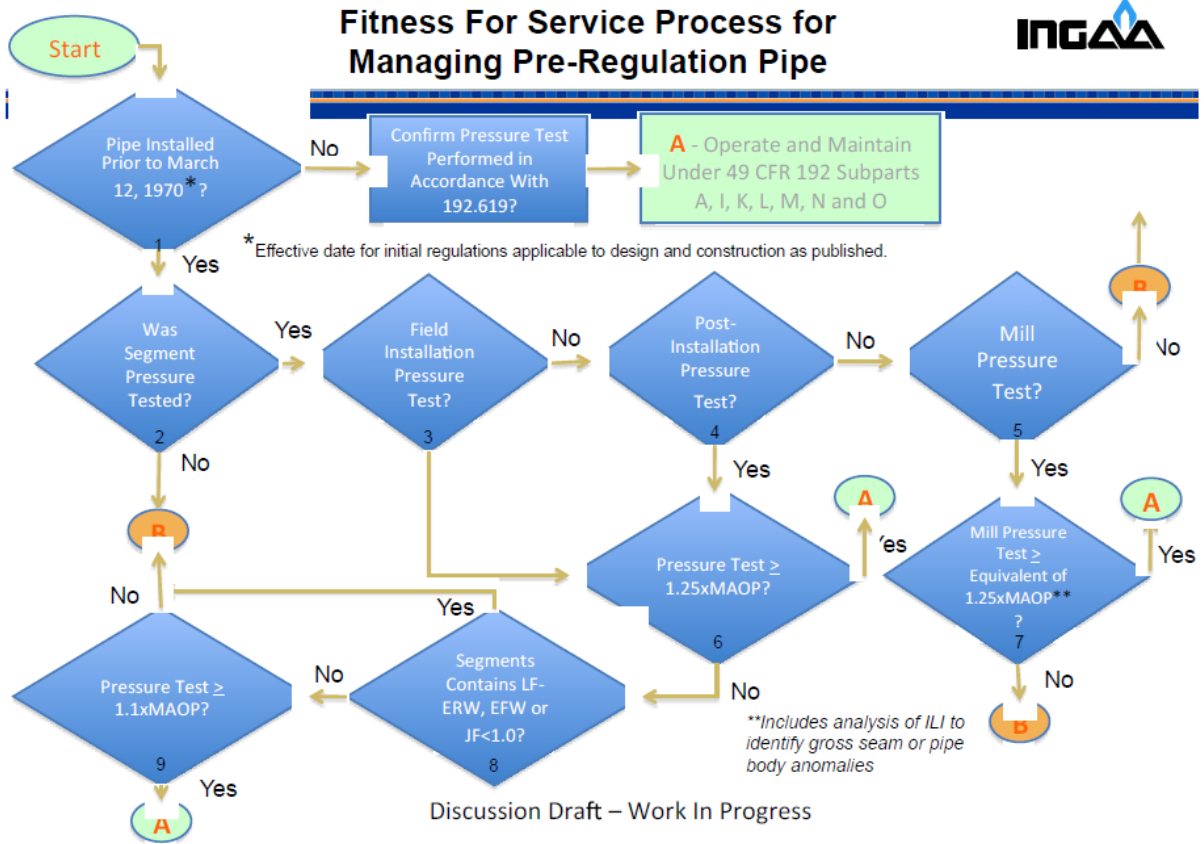 Fitness For Service Process for
Managing Pre-Regulation Pipe
INGAA
Start
Pipe Installed
Prior to March
12, 1970*?
1
No
Confirm Pressure Test
Performed in
Accordance With
192.619?
A - Operate and Maintain
Under 49 CFR 192 Subparts
A, I, K, L, M, N and O
*Effective date for initial regulations applicable to design and construction as published.
Yes
Was
Segment
Pressure
Tested?
2
Yes
Field
Installation
Pressure
Test?
3
No
Post-
Installation
Pressure
Test?
4
No
Mill
Pressure
Test?
5
No
B
No
B
Yes
Pressure Test ≥
1.25xMAOP?
6
A
Yes
Yes
Mill Pressure
Test ≥
Equivalent of
1.25xMAOP**
?
7
A
Yes
No
B
No
Segments
Contains LF-
ERW, EFW or
JF<1.0?
8
Yes
No
Pressure Test ≥
1.1xMAOP?
9
No
Yes
A
**Includes analysis of ILI to
identify gross seam or pipe
body anomalies
Discussion Draft – Work In Progress